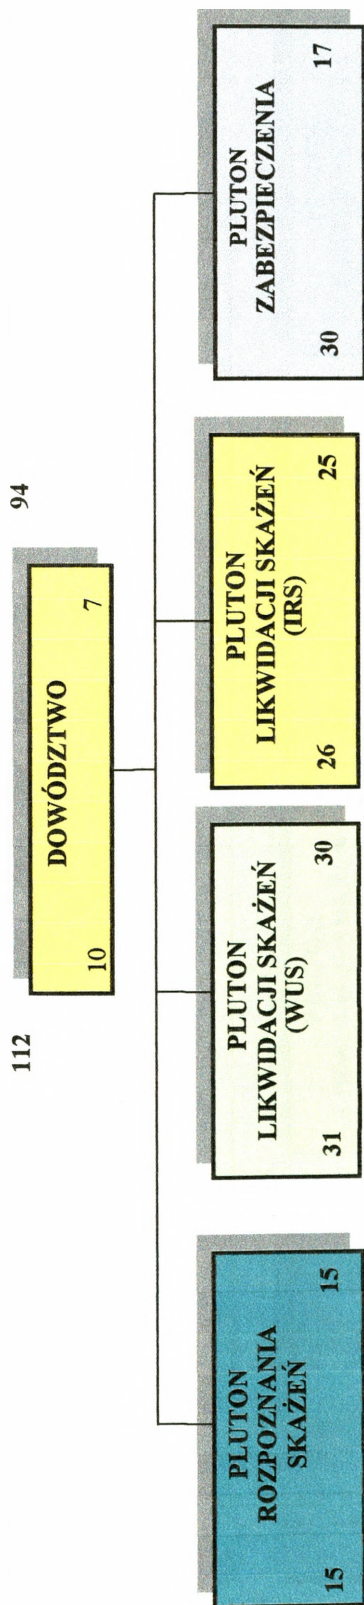 112 94
DOWÓDZTWO
10 7
PLUTON
ROZPOZNANIA
SKAŻEŃ
15 15
PLUTON
LIKWIDACJI SKAŻEŃ
(WUS)
31 30
PLUTON
LIKWIDACJI SKAŻEŃ
(IRS)
26 25
PLUTON
ZABEZPIECZENIA
30 17